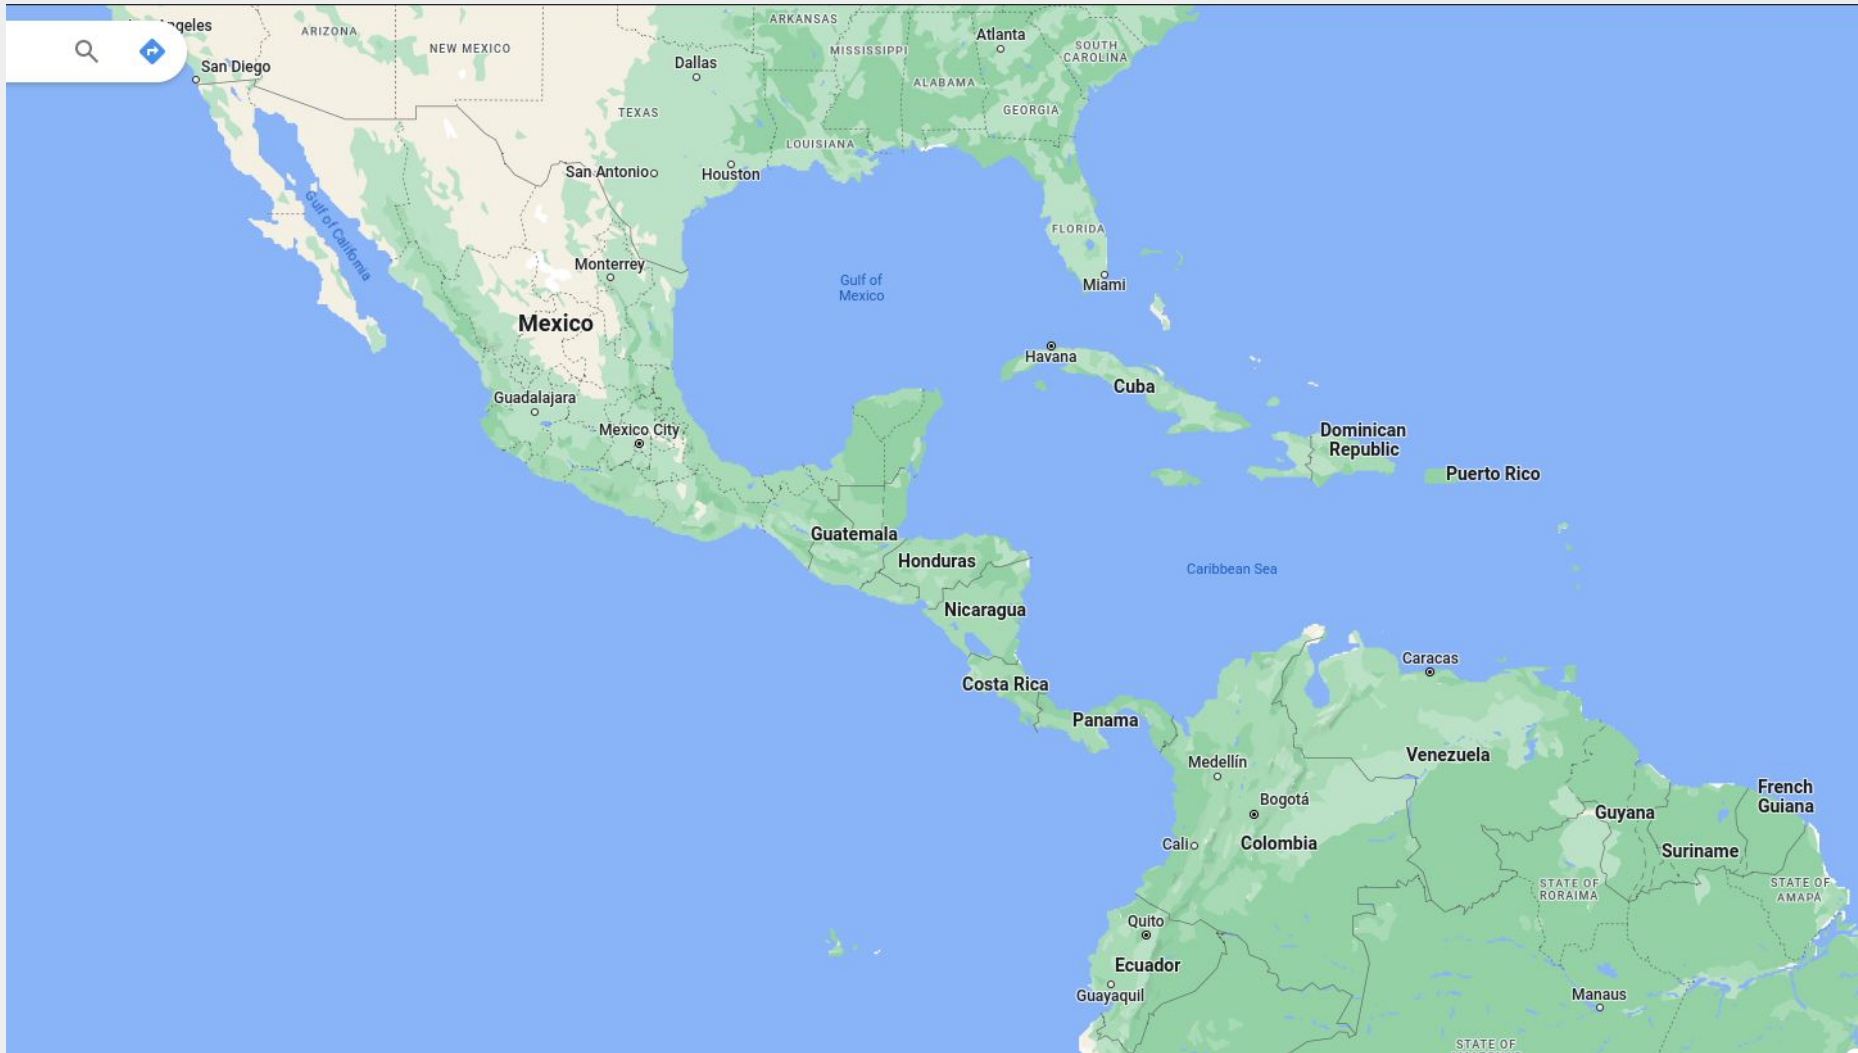 geles
ARIZONA
NEW MEXICO
ARKANSAS
MISSISSIPPI
Atlanta
SOUTH
CAROLINA
San Diego
Dallas
ALABAMA
TEXAS
GEORGIA
LOUISIANA
San Antonio
Houston
Gulf of California
FLORIDA
Monterrey
Gulf of
Mexico
Miami
Mexico
Havana
Cuba
Guadalajara
Mexico City
Dominican
Republic
Puerto Rico
Guatemala
Honduras
Caribbean Sea
Nicaragua
Caracas
Costa Rica
Panama
Venezuela
Medellín
French
Guiana
Bogotá
Guyana
Cali
Colombia
Suriname
STATE OF
RORAIMA
STATE OF
AMAPÁ
Quito
Ecuador
Guayaquil
Manaus
STATE OF